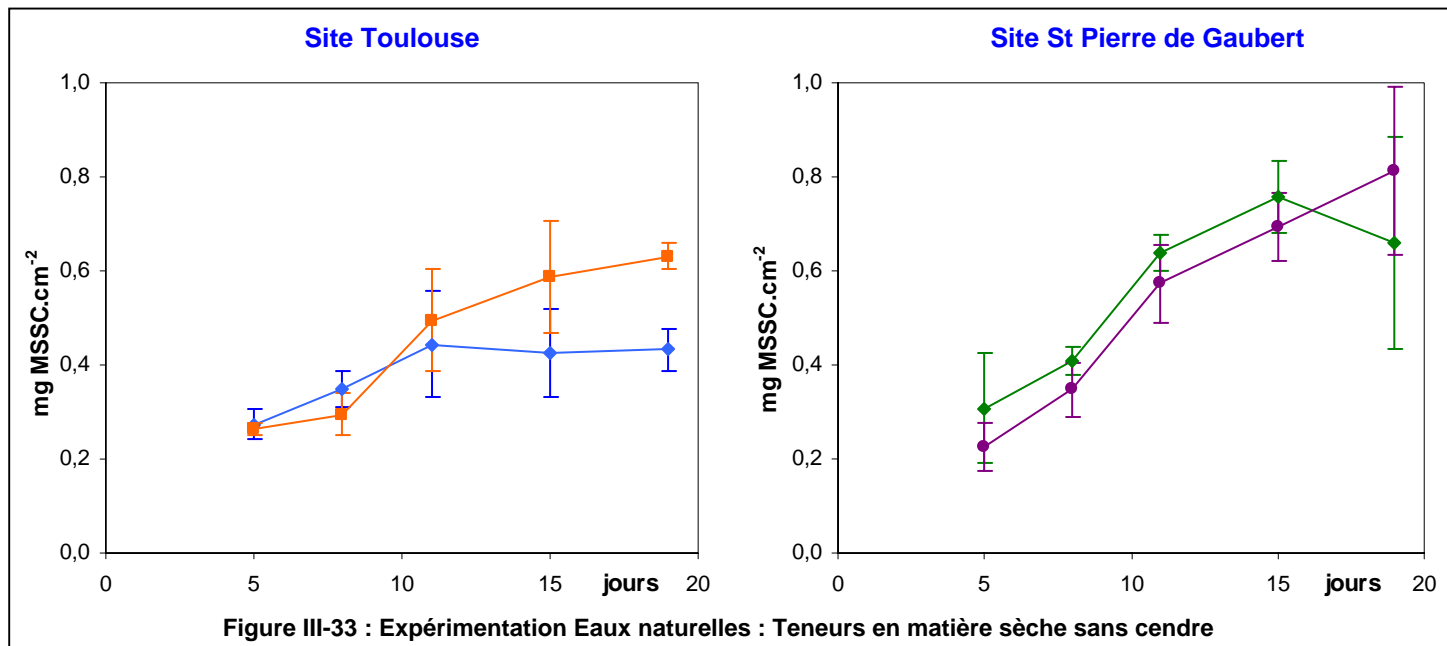 Site Toulouse
Site St Pierre de Gaubert
mg MSSC.cm-2
1,0
0,8
0,6
0,4
0,2
0,0
0 5 10 15 20
jours
mg MSSC.cm-2
1,0
0,8
0,6
0,4
0,2
0,0
0 5 10 15 20
jours
Figure III-33 : Expérimentation Eaux naturelles : Teneurs en matière sèche sans cendre